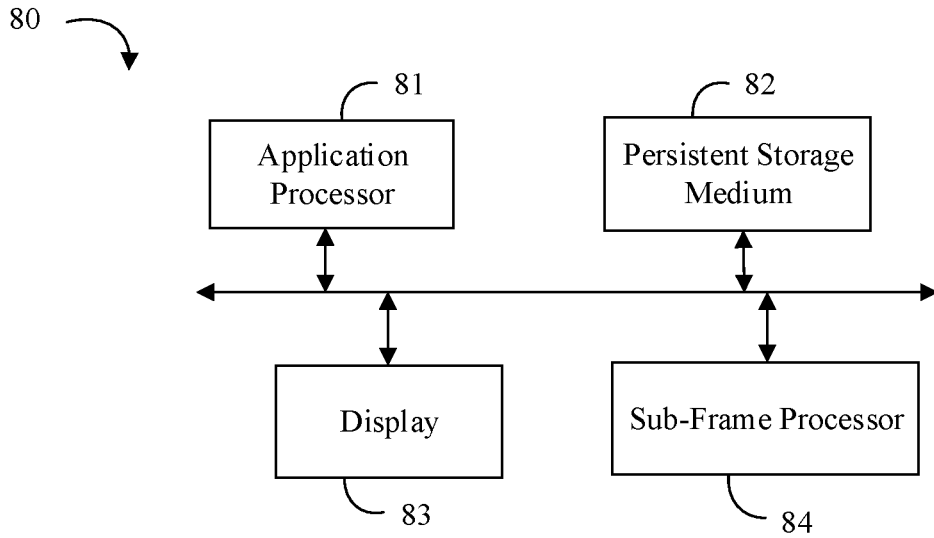 80
81
82
Application
Processor
Persistent Storage
Medium
Display
Sub-Frame Processor
83
84